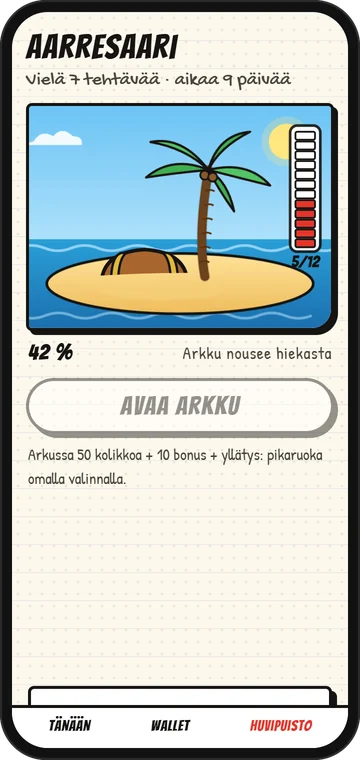 AARRESAARI
Vielä 7 tehtävää · aikaa 9 päivää
5/12
42 %
Arkku nousee hiekasta
AVAA ARKKU
Arkussa 50 kolikkoa + 10 bonus + yllätys: pikaruoka
omalla valinnalla.
TÄNÄÄN
WALLET
HUVIPUISTO